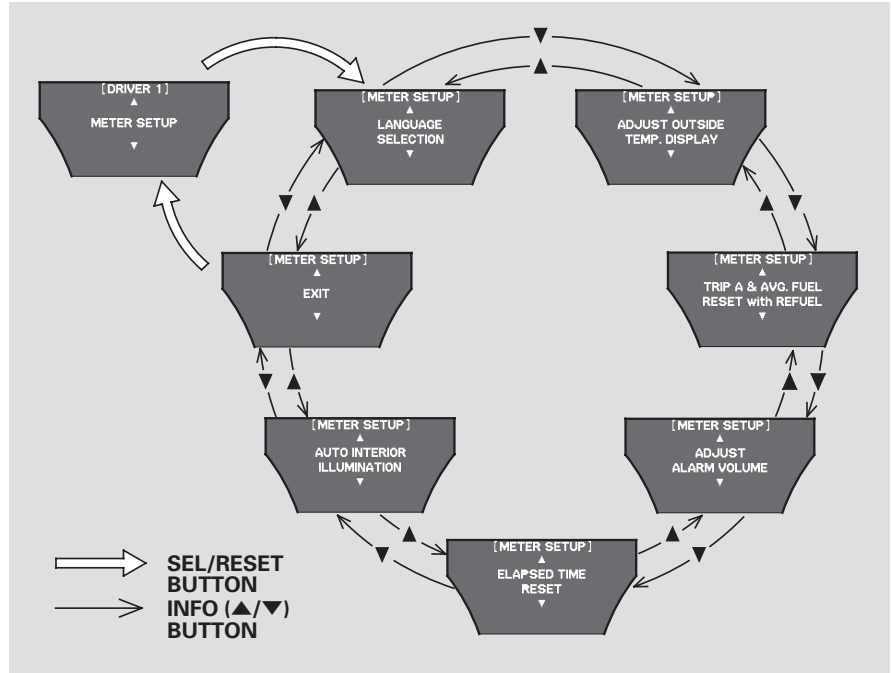 [DRIVER 1]
▲
METER SETUP
▼
[METER SETUP]
▲
LANGUAGE
SELECTION
▼
[METER SETUP]
▲
ADJUST OUTSIDE
TEMP. DISPLAY
▼
[METER SETUP]
▲
EXIT
▼
[METER SETUP]
▲
TRIP A & AVG. FUEL
RESET with REFUEL
▼
[METER SETUP]
▲
AUTO INTERIOR
ILLUMINATION
▼
[METER SETUP]
▲
ADJUST
ALARM VOLUME
▼
[METER SETUP]
▲
ELAPSED TIME
RESET
▼
SEL/RESET
BUTTON
INFO (▲/▼)
BUTTON